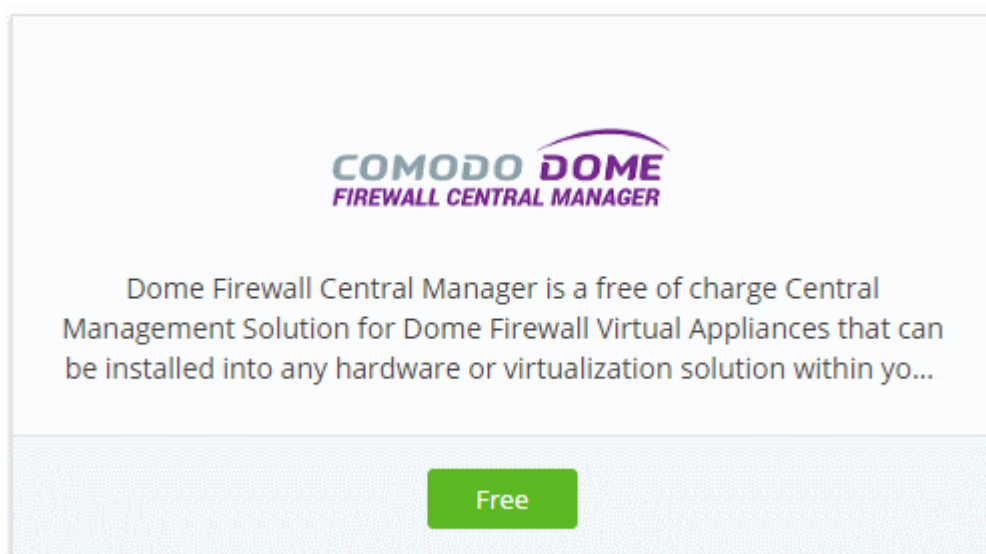 COMODO DOME
FIREWALL CENTRAL MANAGER
Dome Firewall Central Manager is a free of charge Central
Management Solution for Dome Firewall Virtual Appliances that can
be installed into any hardware or virtualization solution within yo...
Free